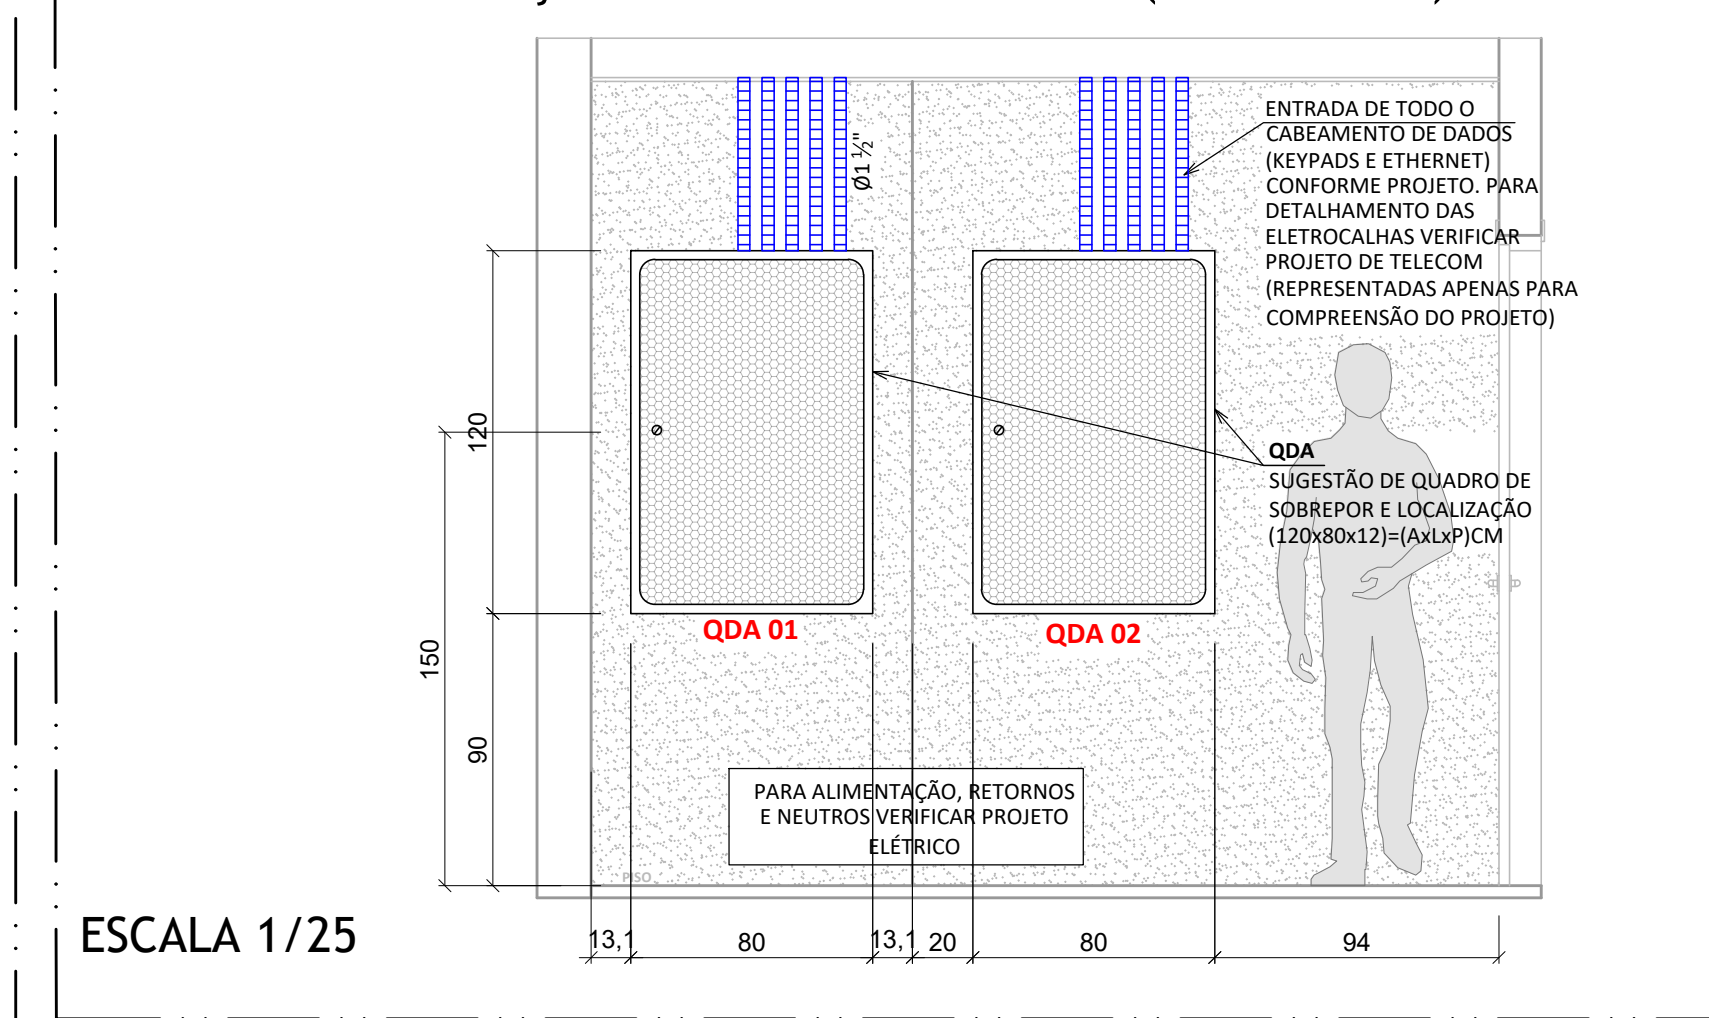 Ø1 ½"
ENTRADA DE TODO O
CABEAMENTO DE DADOS
(KEYPADS E ETHERNET)
CONFORME PROJETO. PARA
DETALHAMENTO DAS
ELETROCALHAS VERIFICAR
PROJETO DE TELECOM
(REPRESENTADAS APENAS PARA
COMPREENSÃO DO PROJETO)
120
QDA
SUGESTÃO DE QUADRO DE
SOBREPOR E LOCALIZAÇÃO
(120x80x12)=(AxLxP)CM
QDA 01
QDA 02
150
90
PARA ALIMENTAÇÃO, RETORNOS
E NEUTROS VERIFICAR PROJETO
ELÉTRICO
PISO
ESCALA 1/25
13,1 80 13,1 20 80 94